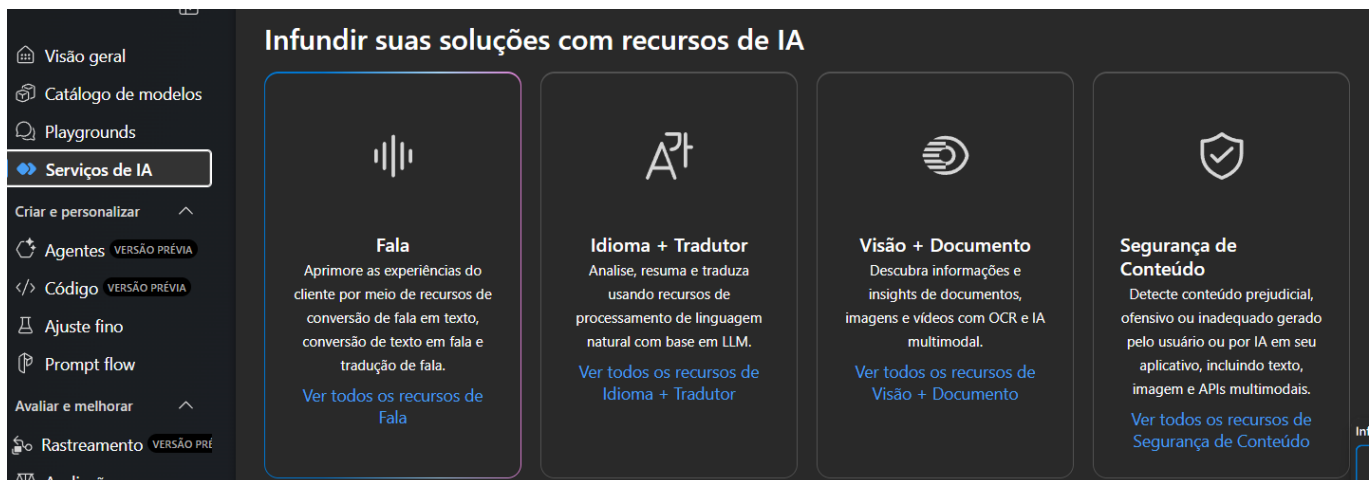 Visão geral
Catálogo de modelos
Playgrounds
Serviços de IA
Criar e personalizar
Agentes VERSÃO PRÉVIA
Código VERSÃO PRÉVIA
Ajuste fino
Prompt flow
Avaliar e melhorar
Rastreamento VERSÃO PRÉ
Infundir suas soluções com recursos de IA
Fala
Aprimore as experiências do
cliente por meio de recursos de
conversão de fala em texto,
conversão de texto em fala e
tradução de fala.
Ver todos os recursos de
Fala
Idioma + Tradutor
Analise, resuma e traduza
usando recursos de
processamento de linguagem
natural com base em LLM.
Ver todos os recursos de
Idioma + Tradutor
Visão + Documento
Descubra informações e
insights de documentos,
imagens e vídeos com OCR e IA
multimodal.
Ver todos os recursos de
Visão + Documento
Segurança de
Conteúdo
Detecte conteúdo prejudicial,
ofensivo ou inadequado gerado
pelo usuário ou por IA em seu
aplicativo, incluindo texto,
imagem e APIs multimodais.
Ver todos os recursos de
Segurança de Conteúdo
Inf